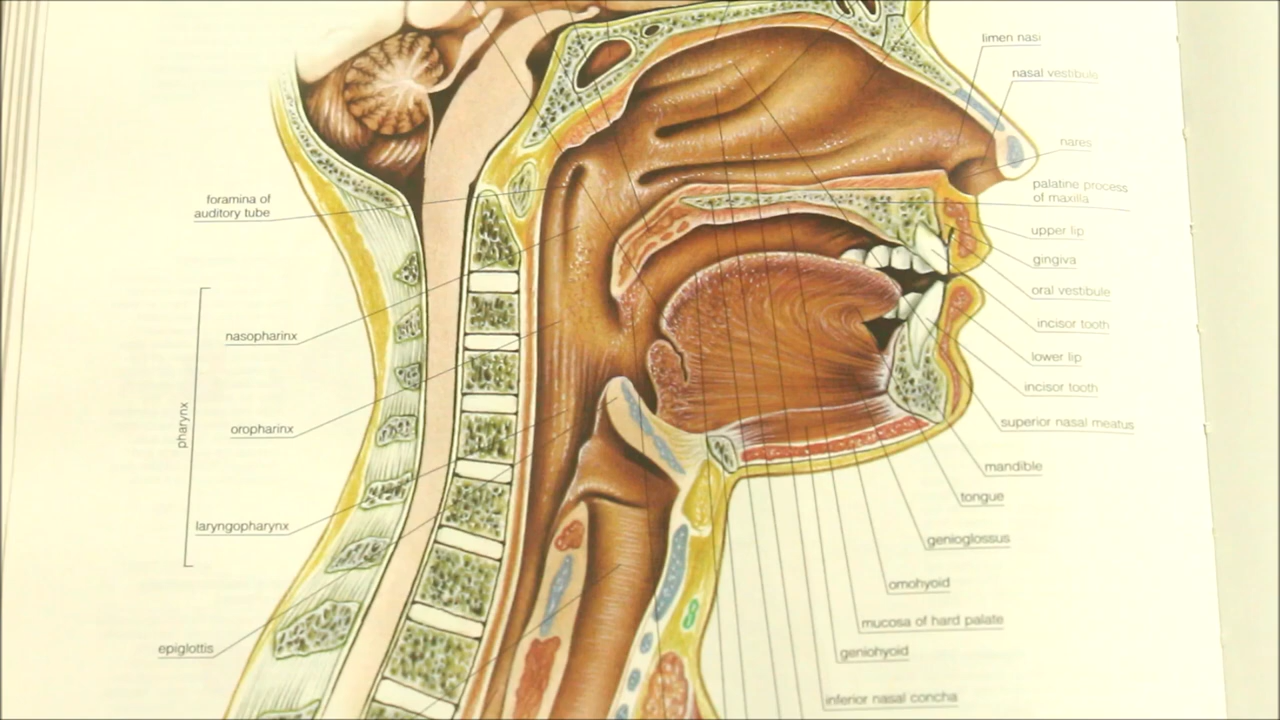 limen nasi
nasal vestibule
nares
palatine process
of maxilla
upper lip
gingiva
oral vestibule
incisor tooth
lower lip
incisor tooth
superior nasal meatus
mandible
tongue
genioglossus
omohyoid
mucosa of hard palate
geniohyoid
inferior nasal concha
foramina of
auditory tube
nasopharinx
pharynx
oropharinx
laryngopharynx
epiglottis